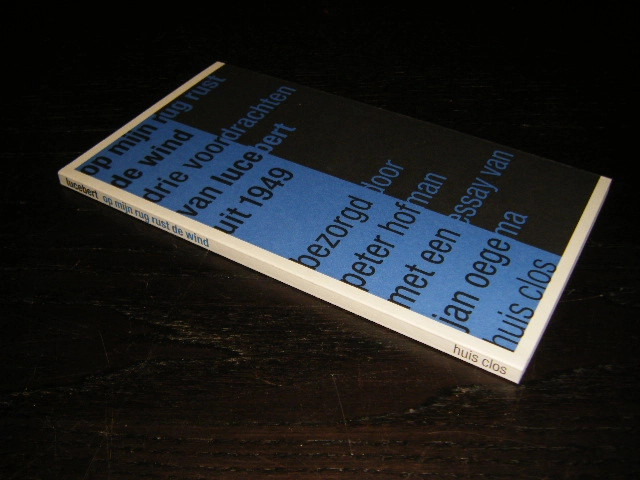 op mijn rug rust
de wind
drie voordrachten
van lucebert
uit 1949
bezorgd door
peter hofman
met een essay van
jan oegema
huis clos
lucebert op mijn rug rust de wind
huis clos